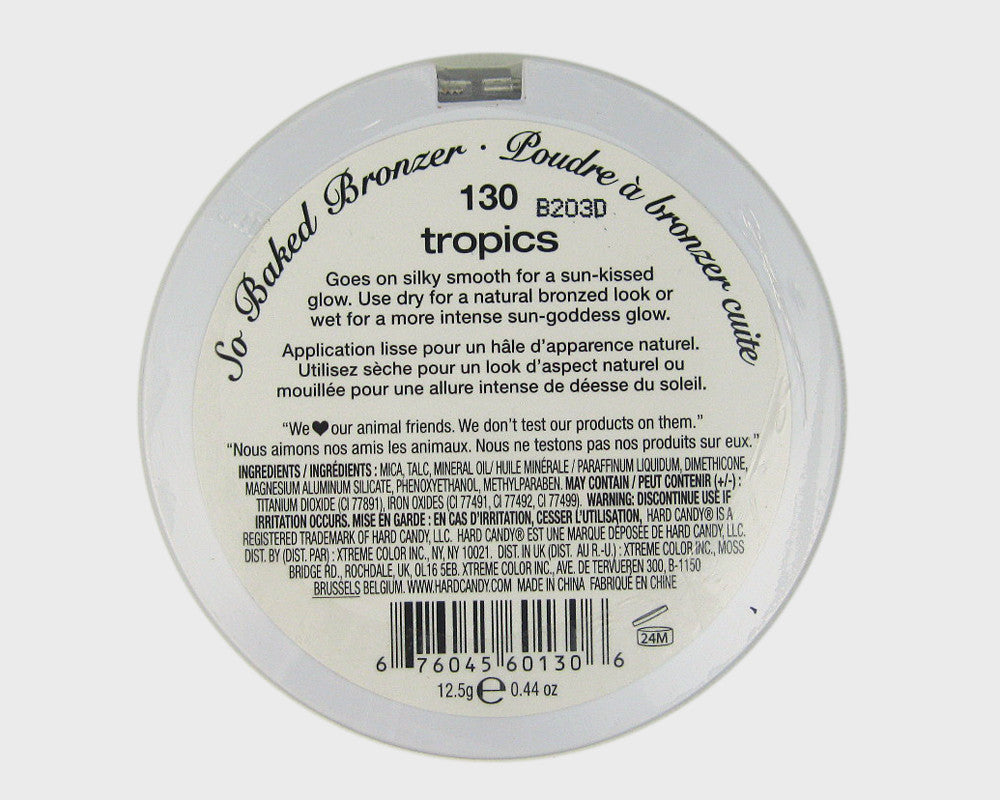 So Baked Bronzer · Poudre à bronzer cuite
130 B203D
tropics
Goes on silky smooth for a sun-kissed
glow. Use dry for a natural bronzed look or
wet for a more intense sun-goddess glow.
Application lisse pour un hâle d'apparence naturel.
Utilisez sèche pour un look d'aspect naturel ou
mouillée pour une allure intense de déesse du soleil.
“We ♥ our animal friends. We don't test our products on them.”
“Nous aimons nos amis les animaux. Nous ne testons pas nos produits sur eux.”
INGREDIENTS / INGRÉDIENTS : MICA, TALC, MINERAL OIL/ HUILE MINÉRALE / PARAFFINUM LIQUIDUM, DIMETHICONE,
MAGNESIUM ALUMINUM SILICATE, PHENOXYETHANOL, METHYLPARABEN. MAY CONTAIN / PEUT CONTENIR (+/-) :
TITANIUM DIOXIDE (CI 77891), IRON OXIDES (CI 77491, CI 77492, CI 77499). WARNING: DISCONTINUE USE IF
IRRITATION OCCURS. MISE EN GARDE : EN CAS D'IRRITATION, CESSER L'UTILISATION, HARD CANDY® IS A
REGISTERED TRADEMARK OF HARD CANDY, LLC. HARD CANDY® EST UNE MARQUE DÉPOSÉE DE HARD CANDY, LLC.
DIST. BY (DIST. PAR) : XTREME COLOR INC., NY, NY 10021. DIST. IN UK (DIST. AU R.-U.) : XTREME COLOR INC., MOSS
BRIDGE RD., ROCHDALE, UK, OL16 5EB. XTREME COLOR INC., AVE. DE TERVUEREN 300, B-1150
BRUSSELS BELGIUM. WWW.HARDCANDY.COM MADE IN CHINA FABRIQUÉ EN CHINE
24M
6 76045 60130 6
12.5g ℮ 0.44 oz